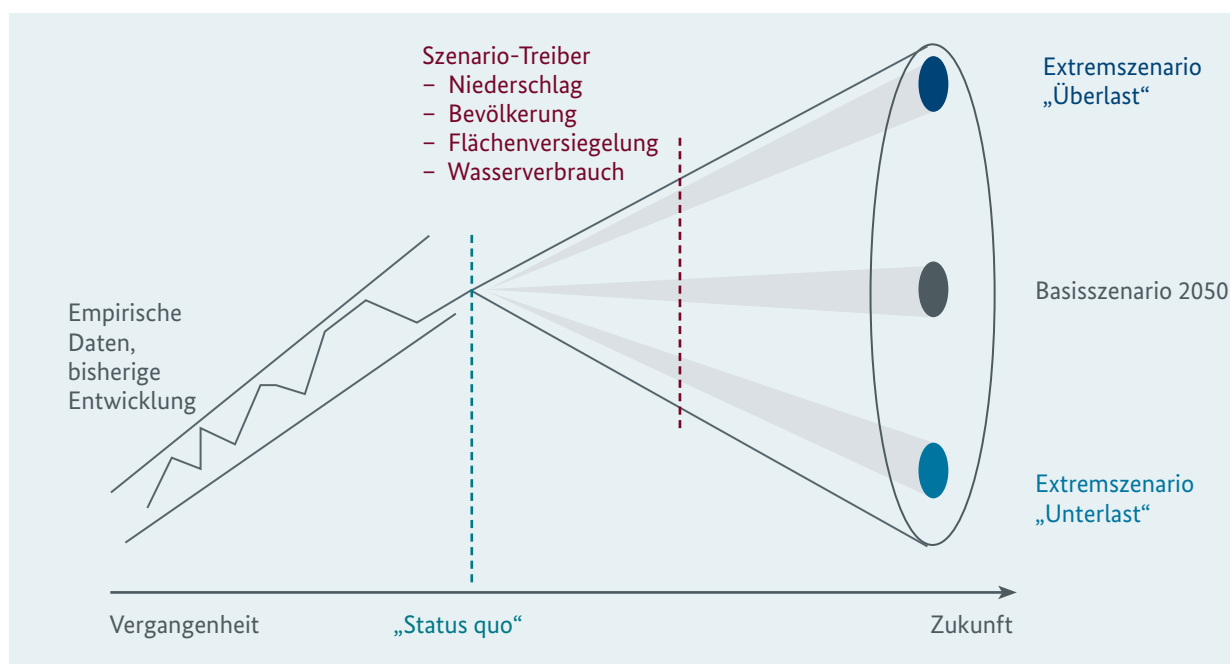 Szenario-Treiber
– Niederschlag
– Bevölkerung
– Flächenversiegelung
– Wasserverbrauch
Extremszenario
„Überlast“
Empirische
Daten,
bisherige
Entwicklung
Basisszenario 2050
Extremszenario
„Unterlast“
Vergangenheit
„Status quo“
Zukunft